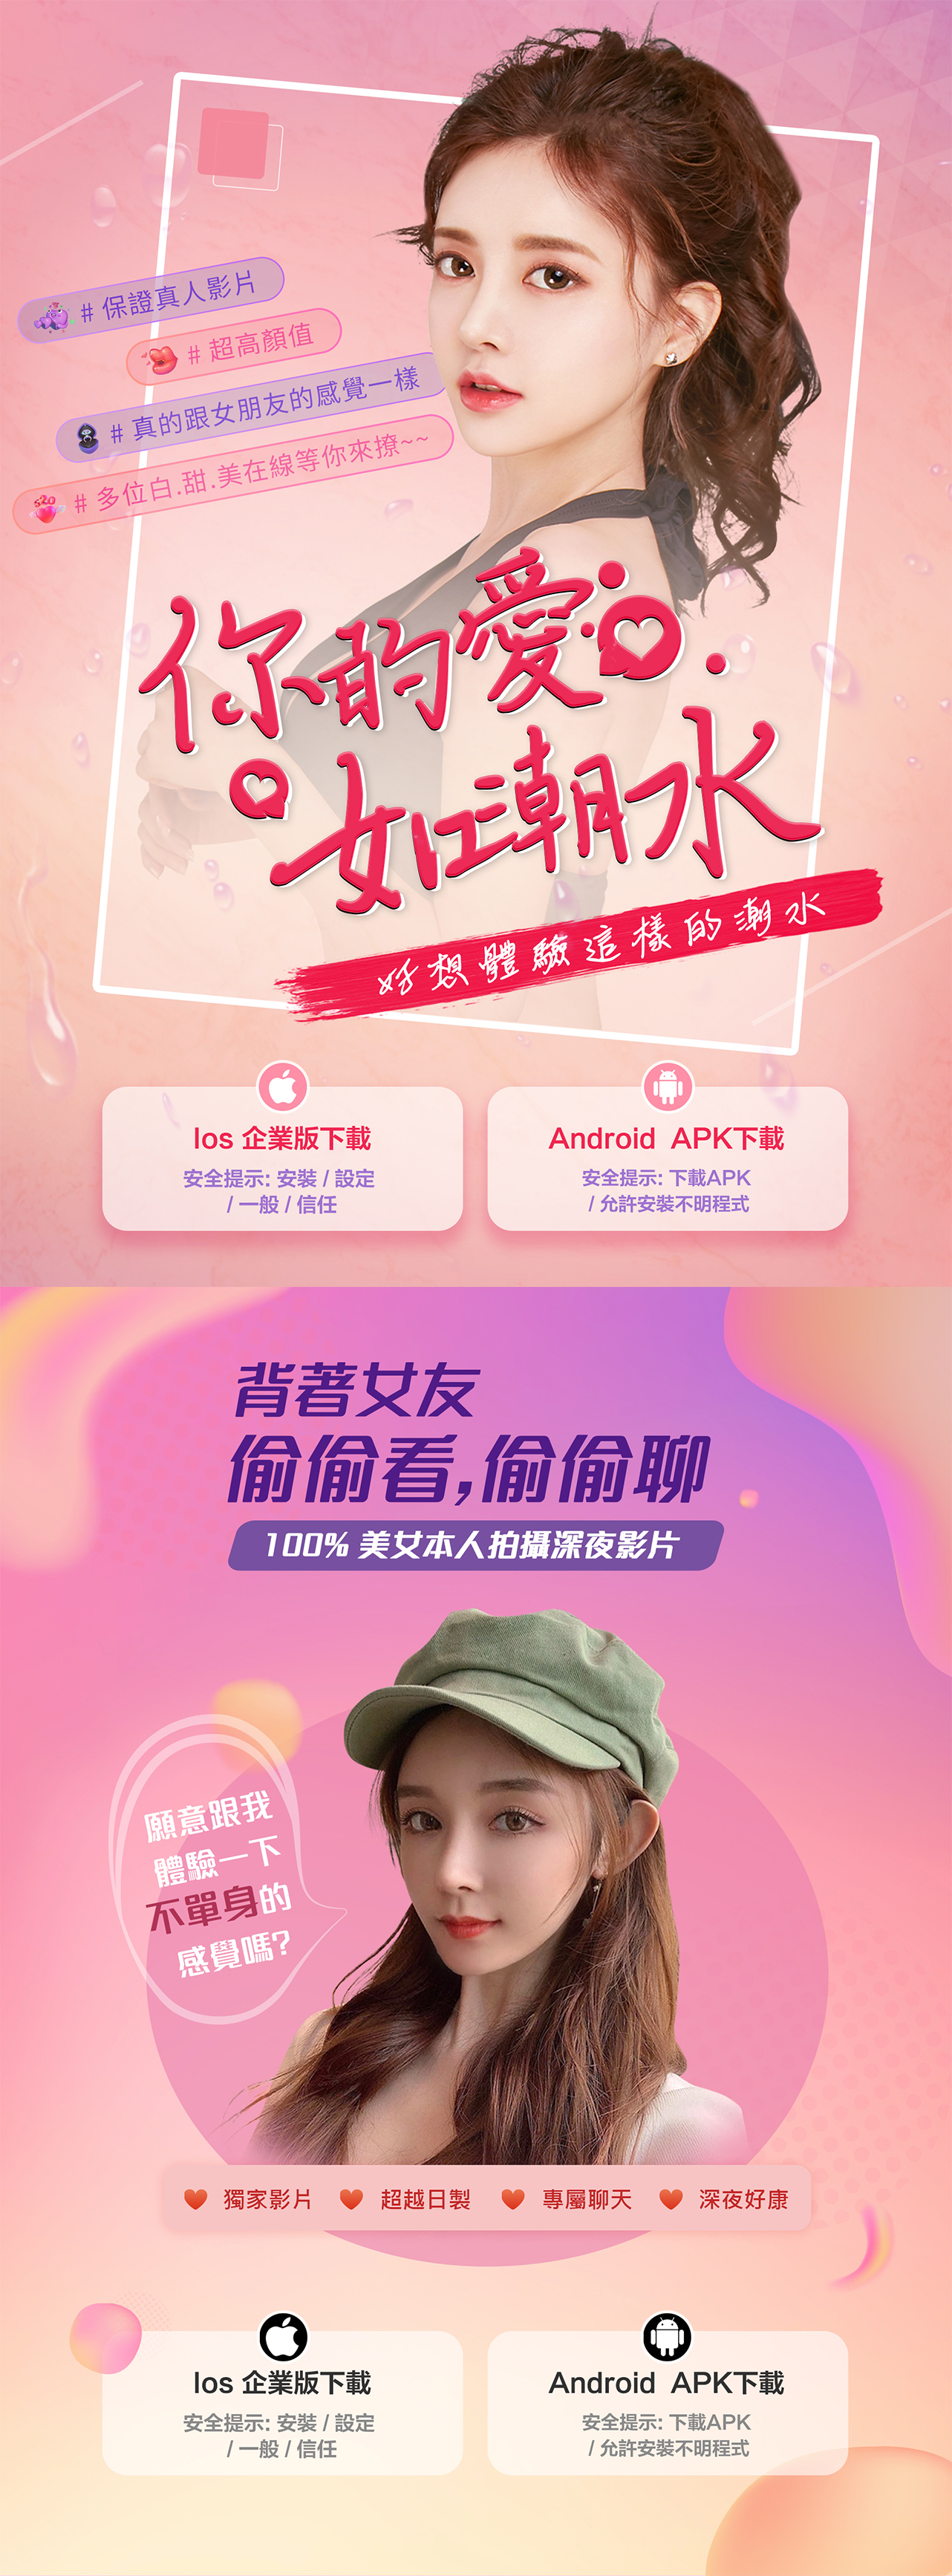 # 保證真人影片
# 超高顏值
# 真的跟女朋友的感覺一樣
520
# 多位白.甜.美在線等你來撩~~
你的愛
如潮水
好想體驗這樣的潮水
Ios 企業版下載
安全提示: 安裝 / 設定
/ 一般 / 信任
Android APK下載
安全提示: 下載APK
/ 允許安裝不明程式
背著女友
偷偷看,偷偷聊
100% 美女本人拍攝深夜影片
願意跟我
體驗一下
不單身的
感覺嗎?
獨家影片 超越日製 專屬聊天 深夜好康
Ios 企業版下載
安全提示: 安裝 / 設定
/ 一般 / 信任
Android APK下載
安全提示: 下載APK
/ 允許安裝不明程式